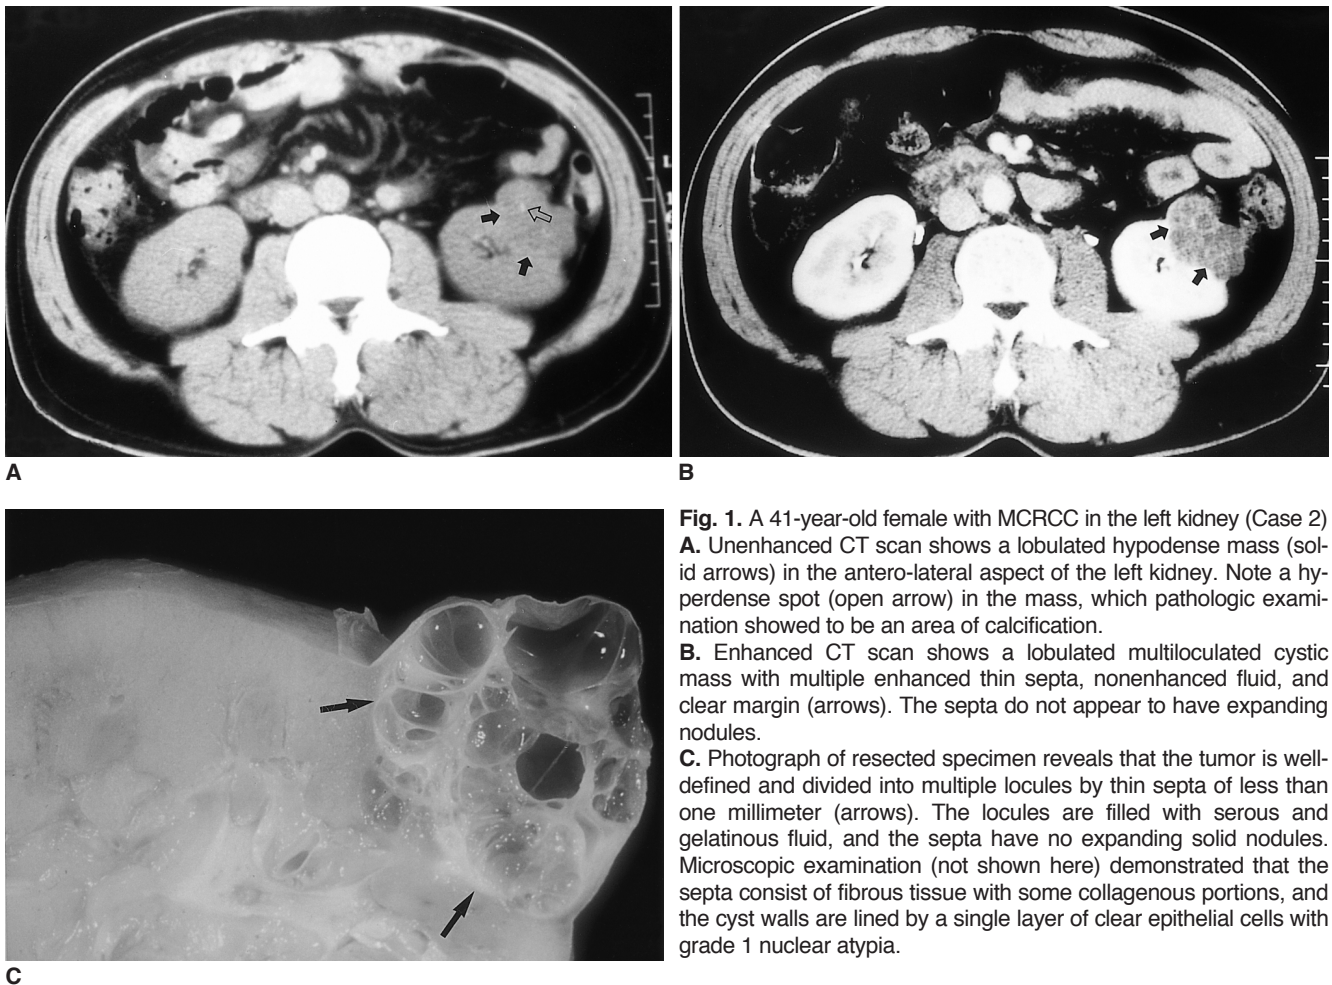 A
B
C
Fig. 1. A 41-year-old female with MCRCC in the left kidney (Case 2)
A. Unenhanced CT scan shows a lobulated hypodense mass (sol-
id arrows) in the antero-lateral aspect of the left kidney. Note a hy-
perdense spot (open arrow) in the mass, which pathologic exami-
nation showed to be an area of calcification.
B. Enhanced CT scan shows a lobulated multiloculated cystic
mass with multiple enhanced thin septa, nonenhanced fluid, and
clear margin (arrows). The septa do not appear to have expanding
nodules.
C. Photograph of resected specimen reveals that the tumor is well-
defined and divided into multiple locules by thin septa of less than
one millimeter (arrows). The locules are filled with serous and
gelatinous fluid, and the septa have no expanding solid nodules.
Microscopic examination (not shown here) demonstrated that the
septa consist of fibrous tissue with some collagenous portions, and
the cyst walls are lined by a single layer of clear epithelial cells with
grade 1 nuclear atypia.